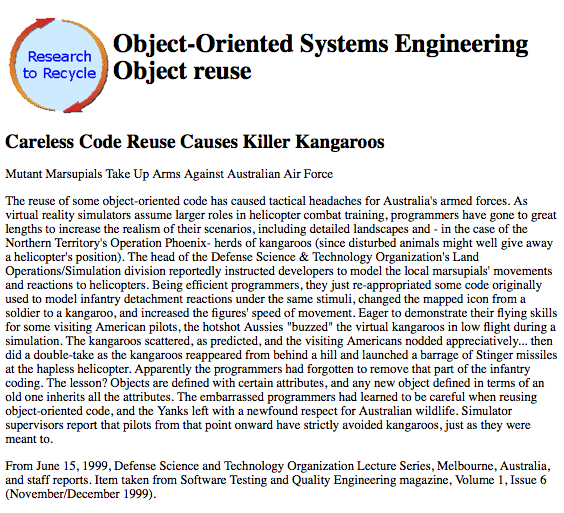 Research
to Recycle
Object-Oriented Systems Engineering
Object reuse
Careless Code Reuse Causes Killer Kangaroos
Mutant Marsupials Take Up Arms Against Australian Air Force
The reuse of some object-oriented code has caused tactical headaches for Australia's armed forces. As
virtual reality simulators assume larger roles in helicopter combat training, programmers have gone to great
lengths to increase the realism of their scenarios, including detailed landscapes and - in the case of the
Northern Territory's Operation Phoenix- herds of kangaroos (since disturbed animals might well give away
a helicopter's position). The head of the Defense Science & Technology Organization's Land
Operations/Simulation division reportedly instructed developers to model the local marsupials' movements
and reactions to helicopters. Being efficient programmers, they just re-appropriated some code originally
used to model infantry detachment reactions under the same stimuli, changed the mapped icon from a
soldier to a kangaroo, and increased the figures' speed of movement. Eager to demonstrate their flying skills
for some visiting American pilots, the hotshot Aussies "buzzed" the virtual kangaroos in low flight during a
simulation. The kangaroos scattered, as predicted, and the visiting Americans nodded appreciatively... then
did a double-take as the kangaroos reappeared from behind a hill and launched a barrage of Stinger missiles
at the hapless helicopter. Apparently the programmers had forgotten to remove that part of the infantry
coding. The lesson? Objects are defined with certain attributes, and any new object defined in terms of an
old one inherits all the attributes. The embarrassed programmers had learned to be careful when reusing
object-oriented code, and the Yanks left with a newfound respect for Australian wildlife. Simulator
supervisors report that pilots from that point onward have strictly avoided kangaroos, just as they were
meant to.
From June 15, 1999, Defense Science and Technology Organization Lecture Series, Melbourne, Australia,
and staff reports. Item taken from Software Testing and Quality Engineering magazine, Volume 1, Issue 6
(November/December 1999).